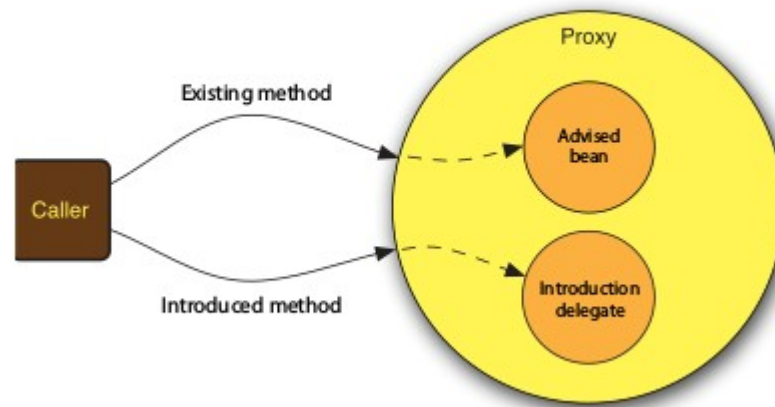 Proxy
Existing method
Advised
bean
Caller
Introduced method
Introduction
delegate